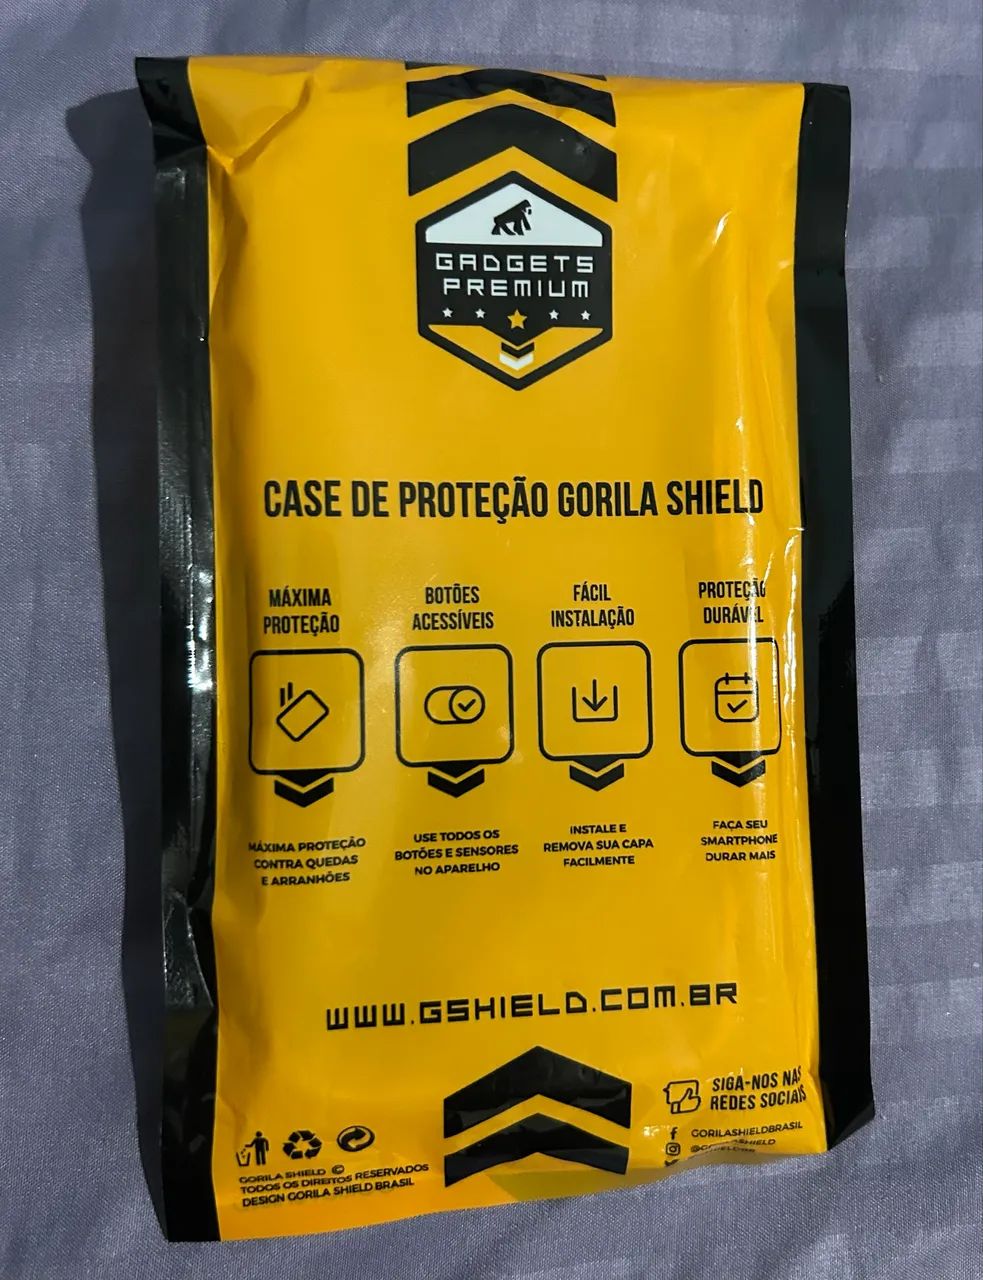 GADGETS
PREMIUM
CASE DE PROTEÇÃO GORILA SHIELD
MÁXIMA
PROTEÇÃO
BOTÕES
ACESSÍVEIS
FÁCIL
INSTALAÇÃO
PROTEÇÃO
DURÁVEL
MÁXIMA PROTEÇÃO
CONTRA QUEDAS
E ARRANHÕES
USE TODOS OS
BOTÕES E SENSORES
NO APARELHO
INSTALE E
REMOVA SUA CAPA
FACILMENTE
FAÇA SEU
SMARTPHONE
DURAR MAIS
WWW.GSHIELD.COM.BR
SIGA-NOS NAS
REDES SOCIAIS
GORILASHIELDBRASIL
GORILA SHIELD ©
TODOS OS DIREITOS RESERVADOS
DESIGN GORILA SHIELD BRASIL